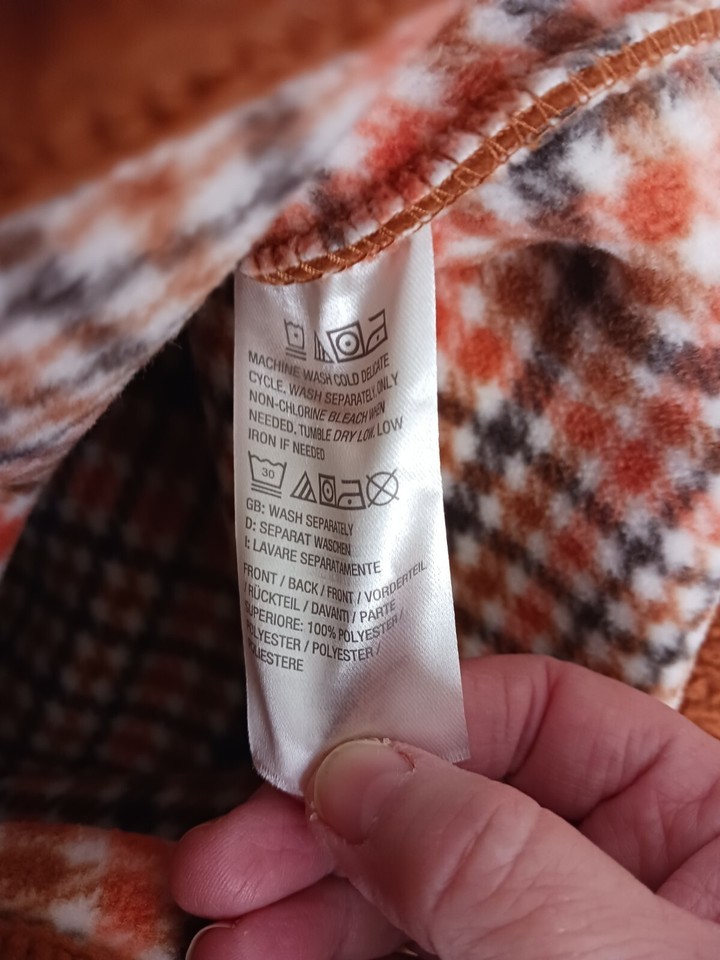 MACHINE WASH COLD DELICATE
CYCLE. WASH SEPARATELY. ONLY
NON-CHLORINE BLEACH WHEN
NEEDED. TUMBLE DRY LOW. LOW
IRON IF NEEDED
30
GB: WASH SEPARATELY
D: SEPARAT WASCHEN
I: LAVARE SEPARATAMENTE
FRONT / BACK / FRONT / VORDERTEIL
/ RÜCKTEIL / DAVANTI / PARTE
SUPERIORE: 100% POLYESTER /
POLYESTER / POLYESTER /
POLIESTERE